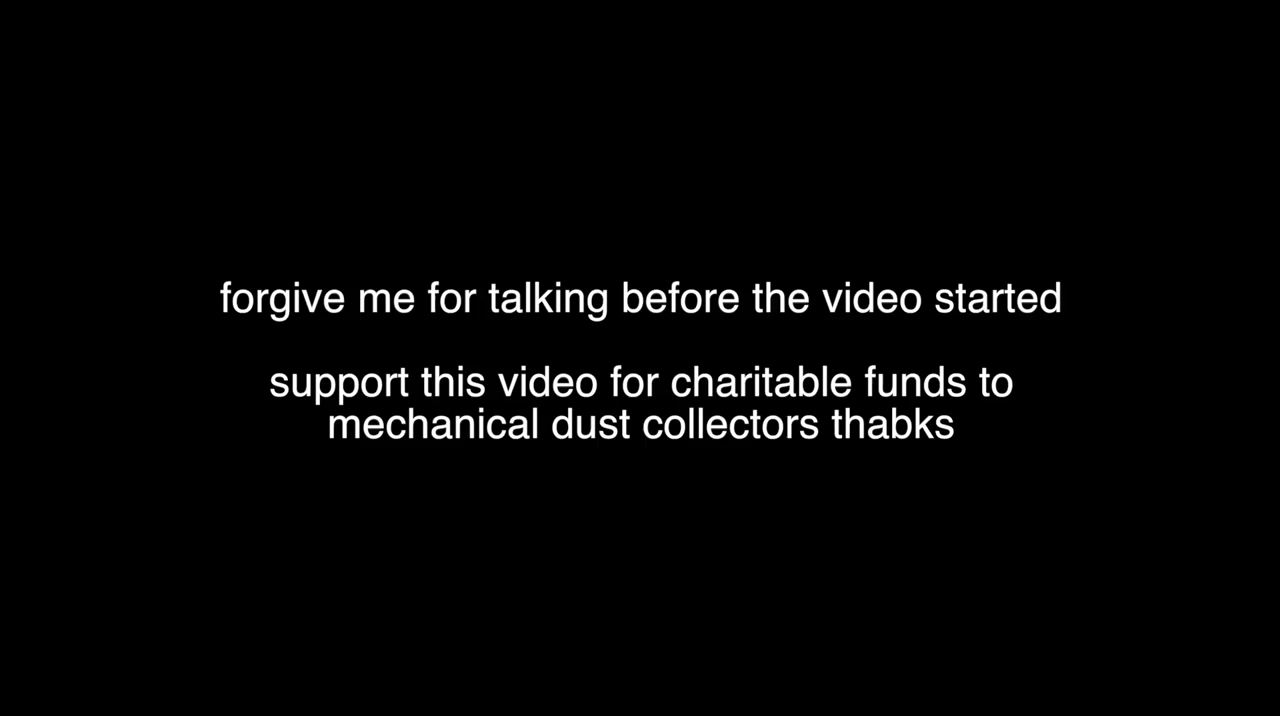 forgive me for talking before the video started
support this video for charitable funds to
mechanical dust collectors thabks